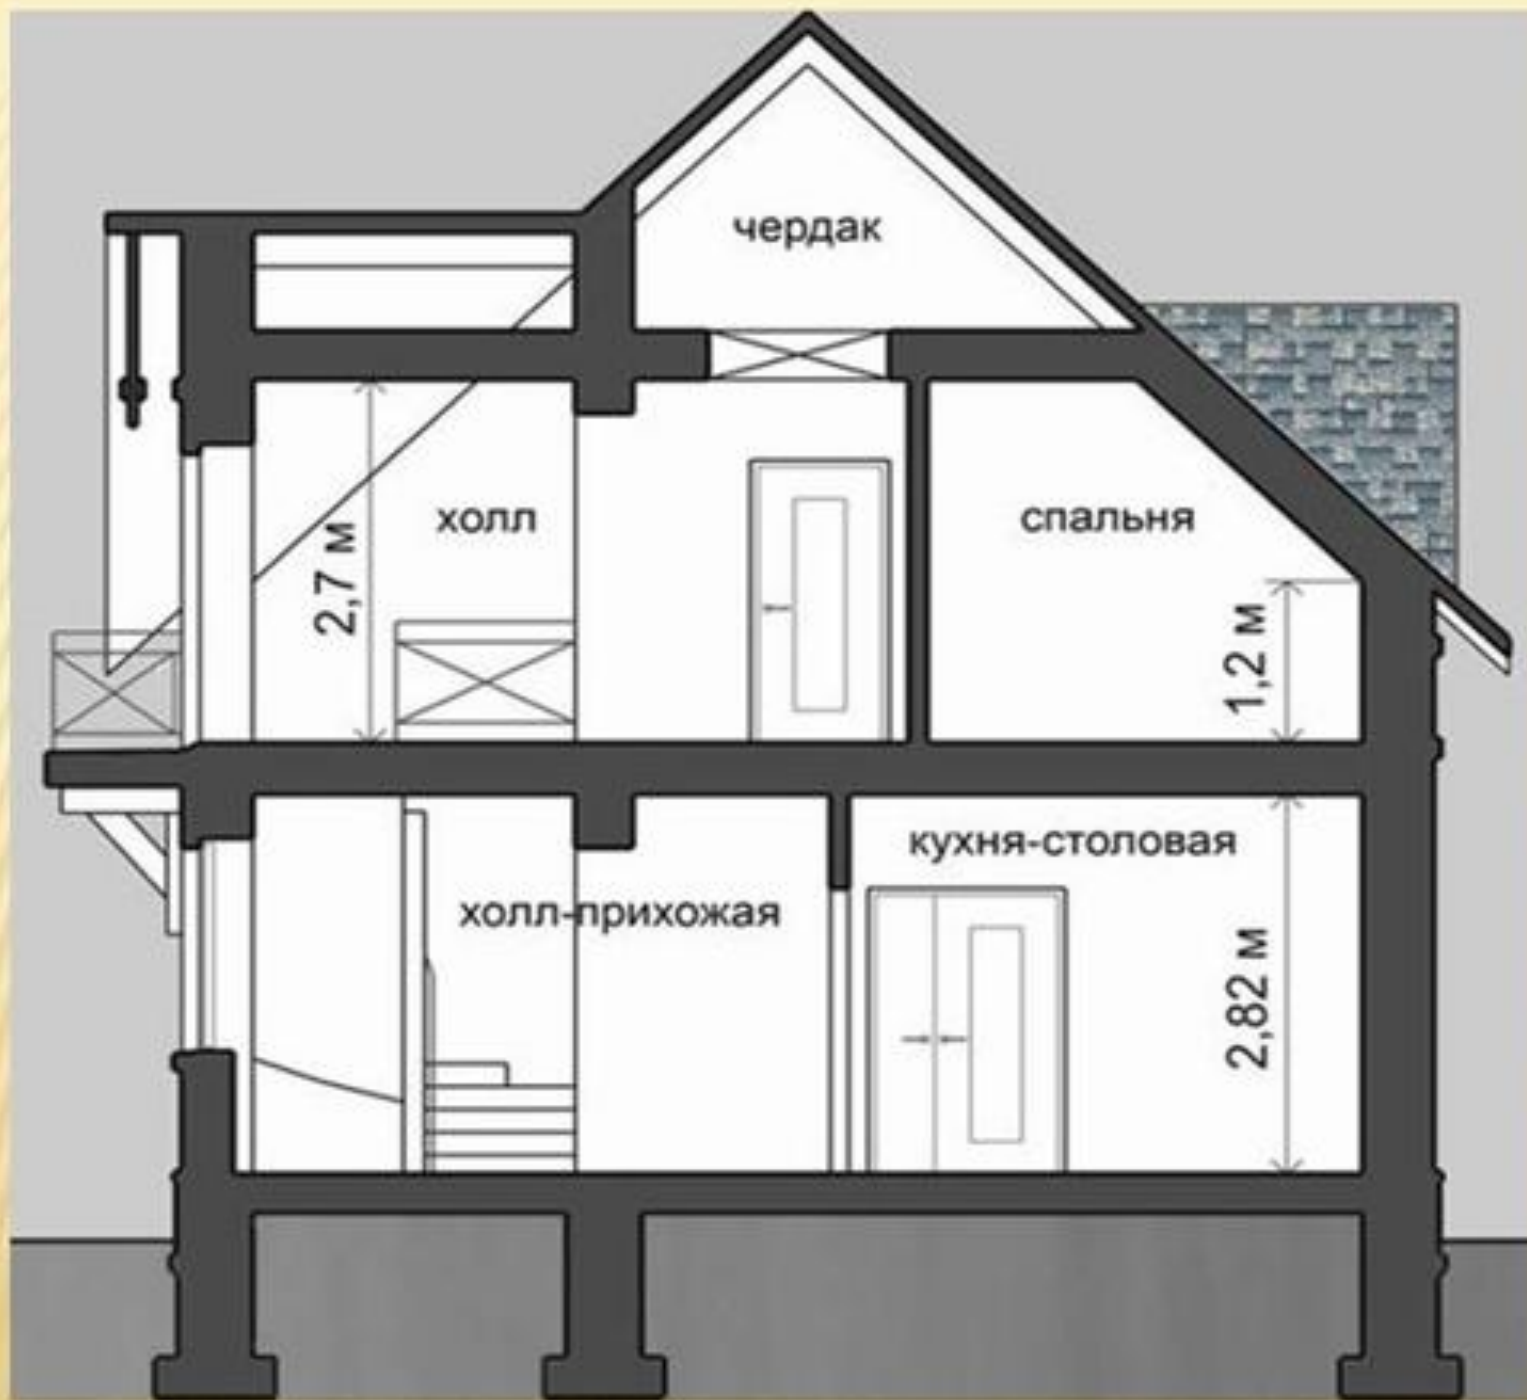 чердак
холл
2,7 м
спальня
1,2 м
кухня-столовая
холл-прихожая
2,82 м